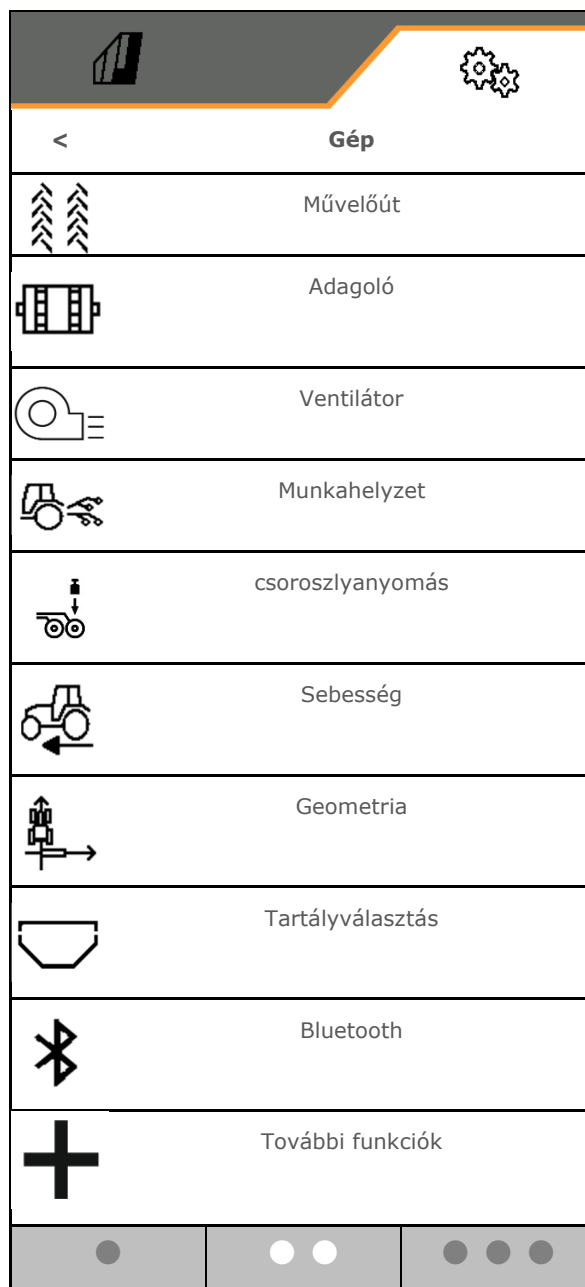 < Gép
Művelőút
Adagoló
Ventilátor
Munkahelyzet
csoroszlyanyomás
Sebesség
Geometria
Tartályválasztás
Bluetooth
További funkciók